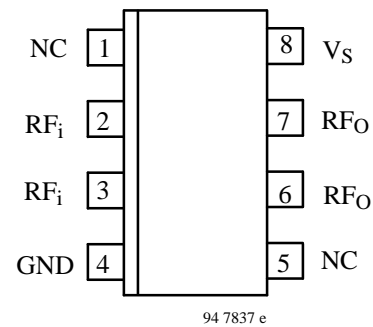 NC 1 8 VS
RFi 2 7 RFO
RFi 3 6 RFO
GND 4 5 NC
94 7837 e